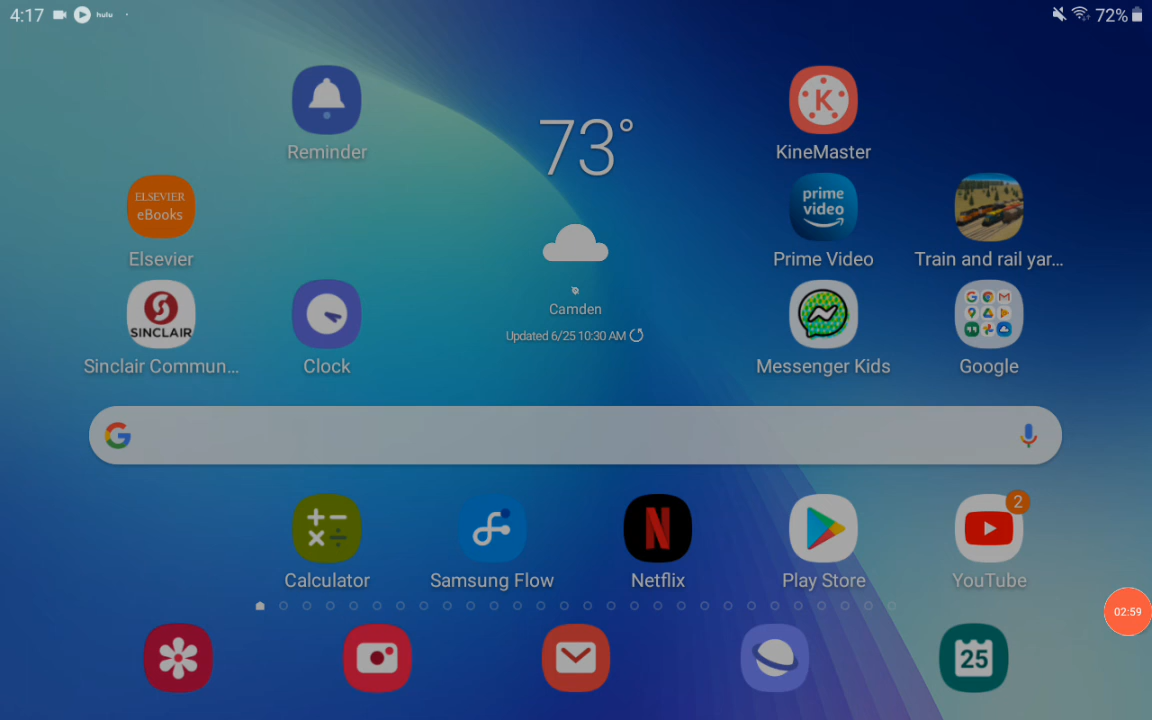 4:17 hulu 72%
Reminder
73°
KineMaster
ELSEVIER
eBooks
prime
video
Elsevier
Prime Video
Train and rail yar...
SINCLAIR
Camden
Updated 6/25 10:30 AM
Sinclair Commun...
Clock
Messenger Kids
Google
2
Calculator
Samsung Flow
Netflix
Play Store
YouTube
02:59
25